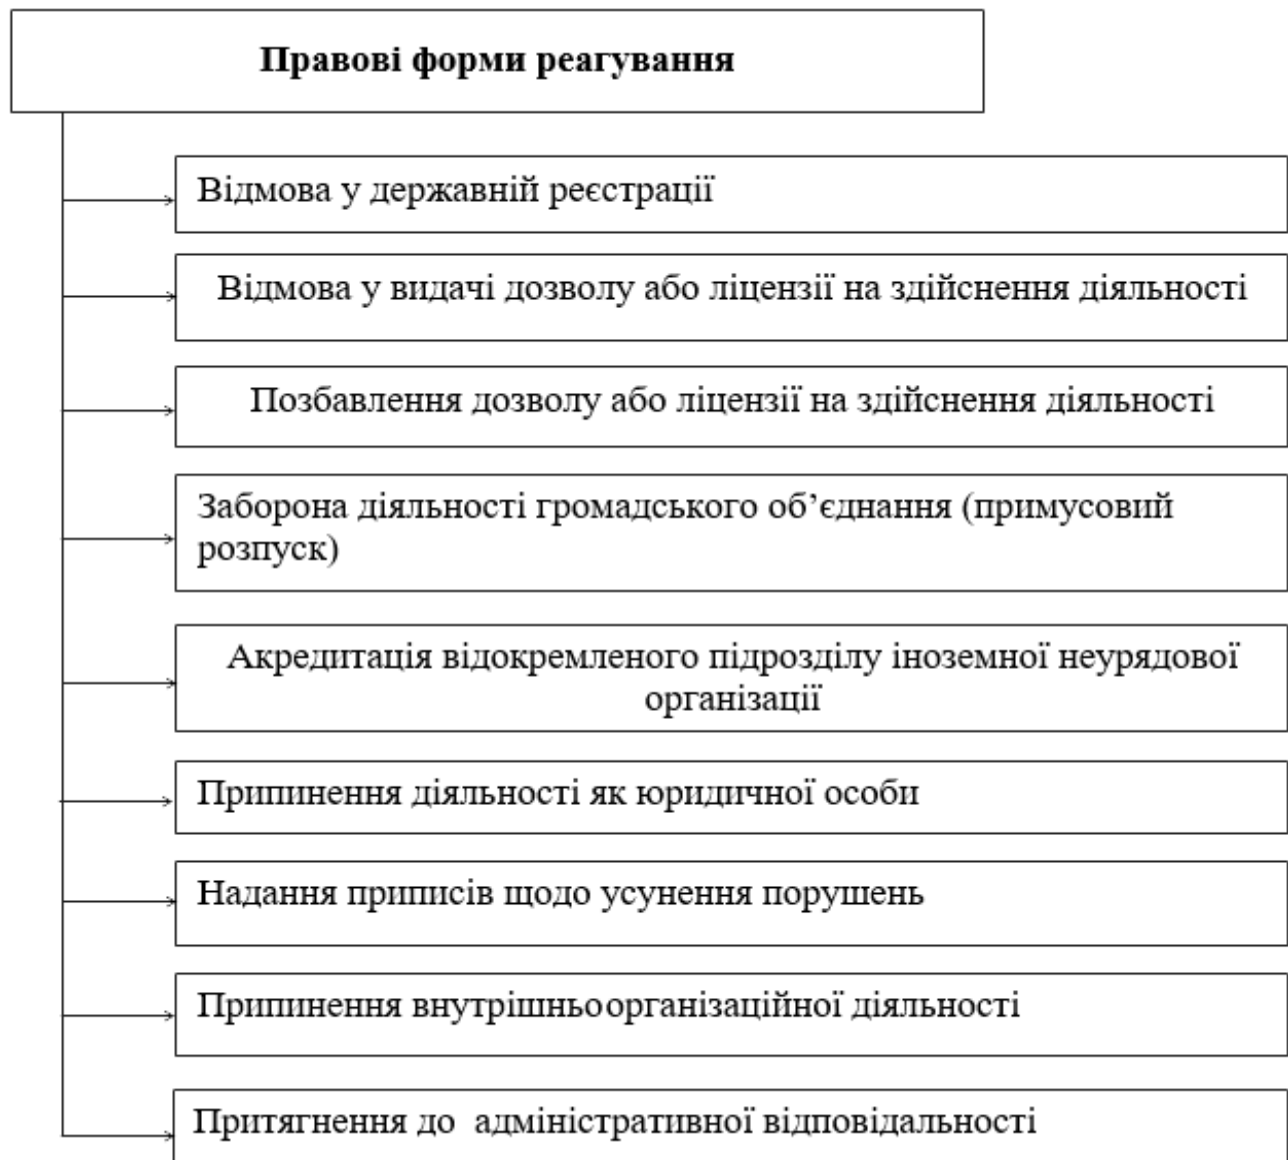 Правові форми реагування
Відмова у державній реєстрації
Відмова у видачі дозволу або ліцензії на здійснення діяльності
Позбавлення дозволу або ліцензії на здійснення діяльності
Заборона діяльності громадського об’єднання (примусовий
розпуск)
Акредитація відокремленого підрозділу іноземної неурядової
організації
Припинення діяльності як юридичної особи
Надання приписів щодо усунення порушень
Припинення внутрішньоорганізаційної діяльності
Притягнення до адміністративної відповідальності